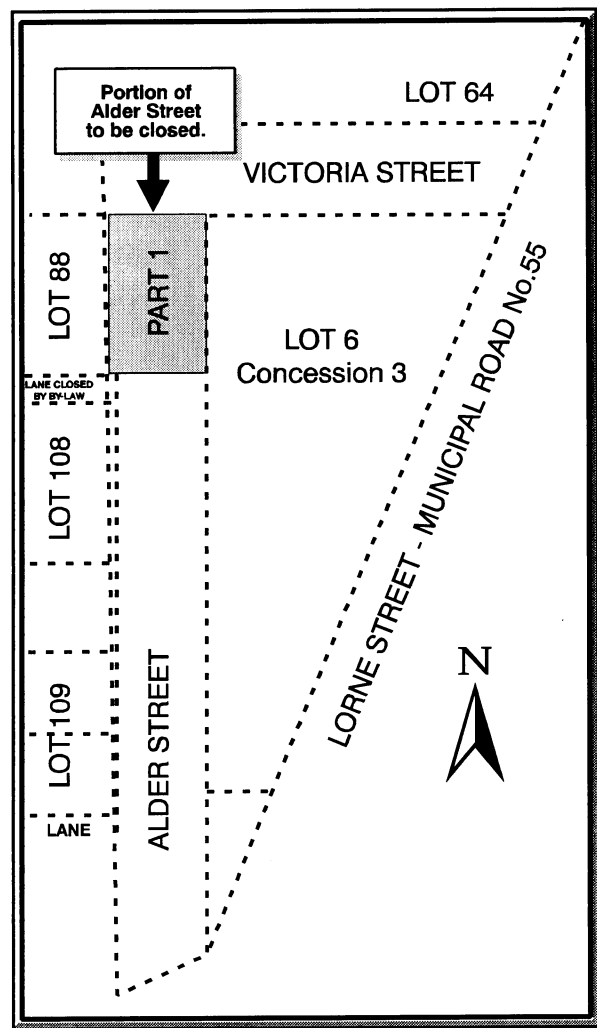 Portion of
Alder Street
to be closed.
LOT 64
VICTORIA STREET
LOT 88
PART 1
LOT 6
Concession 3
LANE CLOSED
BY BY-LAW
LOT 108
LORNE STREET - MUNICIPAL ROAD No.55
N
LOT 109
ALDER STREET
LANE